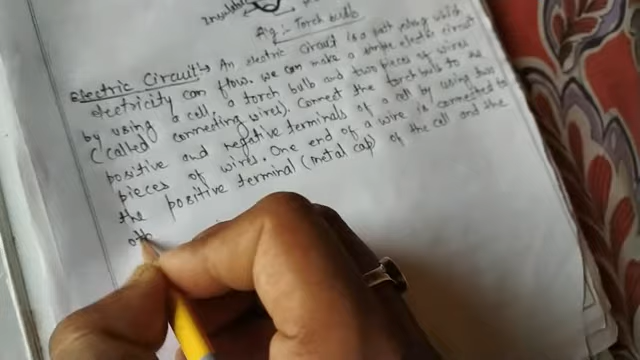 Insulator
Fig :- Torch bulb
Electric Circuit :- An electric circuit is a path along which
electricity can flow. We can make a simple electric circuit
by using a cell, a torch bulb and two pieces of wires
(called connecting wires). Connect the torch bulb to the
positive and negative terminals of a cell by using two
pieces of wires. One end of a wire is connected to
the positive terminal (metal cap) of the cell and the
oth